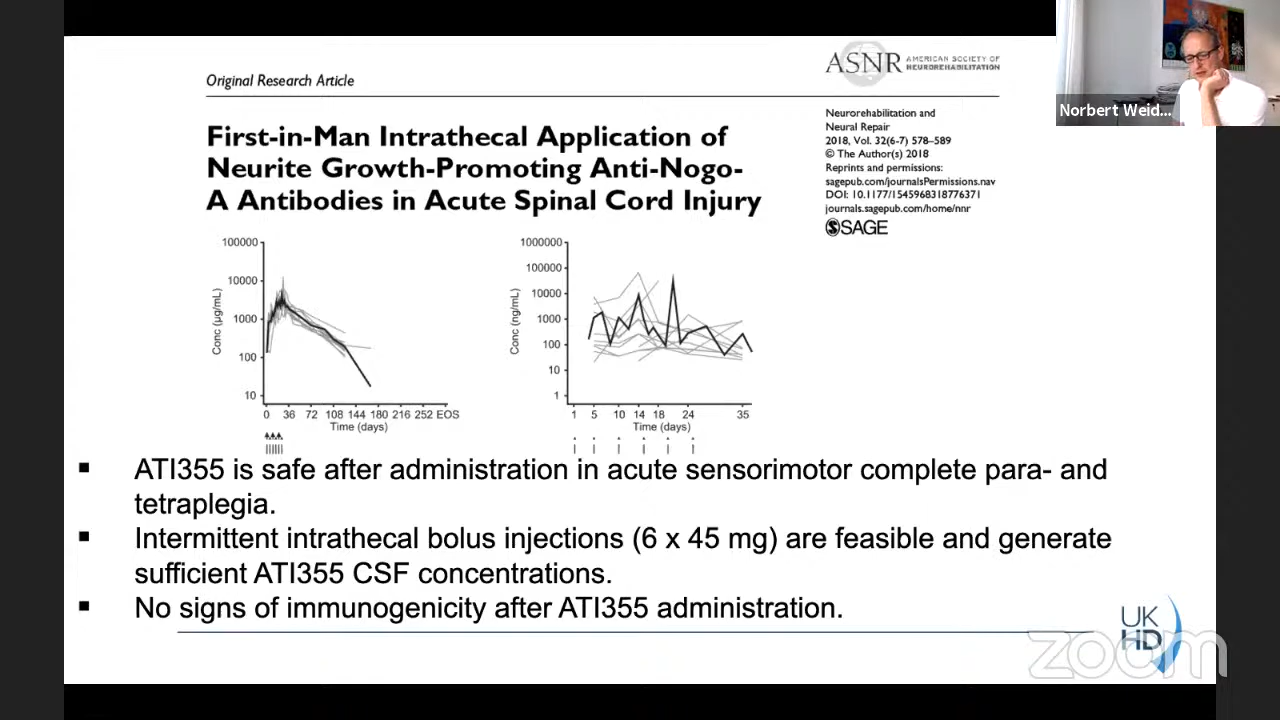 Original Research Article
ASNR AMERICAN SOCIETY OF
NEUROREHABILITATION
First-in-Man Intrathecal Application of
Neurite Growth-Promoting Anti-Nogo-
A Antibodies in Acute Spinal Cord Injury
Neurorehabilitation and
Neural Repair
2018, Vol. 32(6-7) 578–589
© The Author(s) 2018
Reprints and permissions:
sagepub.com/journalsPermissions.nav
DOI: 10.1177/1545968318776371
journals.sagepub.com/home/nnr
SAGE
Norbert Weid...
100000
10000
1000
100
10
Conc (µg/mL)
0 36 72 108 144 180 216 252 EOS
Time (days)
1000000
100000
10000
1000
100
10
1
Conc (ng/mL)
1 5 10 14 18 24 35
Time (days)
▪ ATI355 is safe after administration in acute sensorimotor complete para- and
tetraplegia.
▪ Intermittent intrathecal bolus injections (6 x 45 mg) are feasible and generate
sufficient ATI355 CSF concentrations.
▪ No signs of immunogenicity after ATI355 administration.
UK
HD
zoom